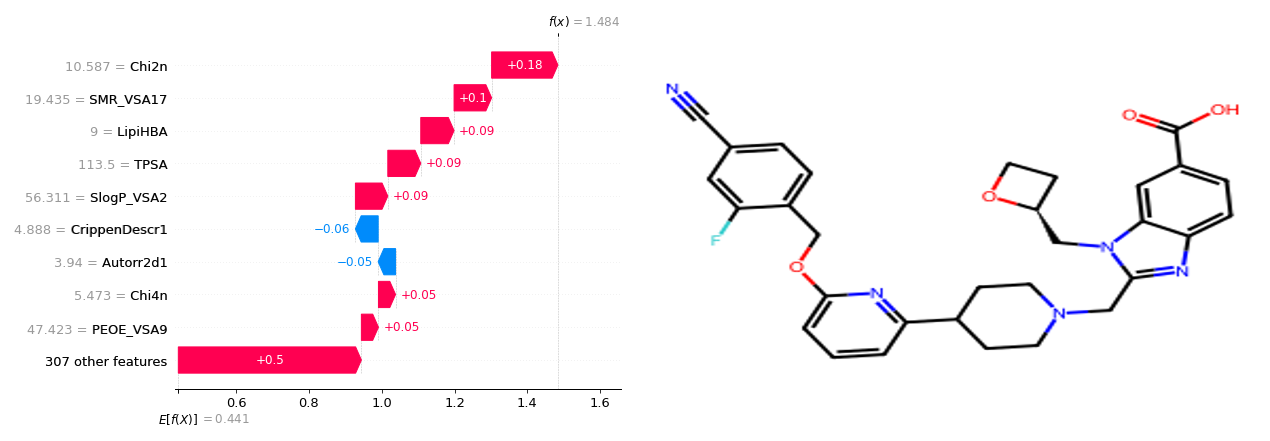 f(x) = 1.484
10.587 = Chi2n
+0.18
19.435 = SMR_VSA17
+0.1
9 = LipiHBA
+0.09
113.5 = TPSA
+0.09
56.311 = SlogP_VSA2
+0.09
4.888 = CrippenDescr1
−0.06
3.94 = Autorr2d1
−0.05
5.473 = Chi4n
+0.05
47.423 = PEOE_VSA9
+0.05
307 other features
+0.5
0.6 0.8 1.0 1.2 1.4 1.6
E[f(X)] = 0.441
N
F
O
N
N
O
N
N
O
OH